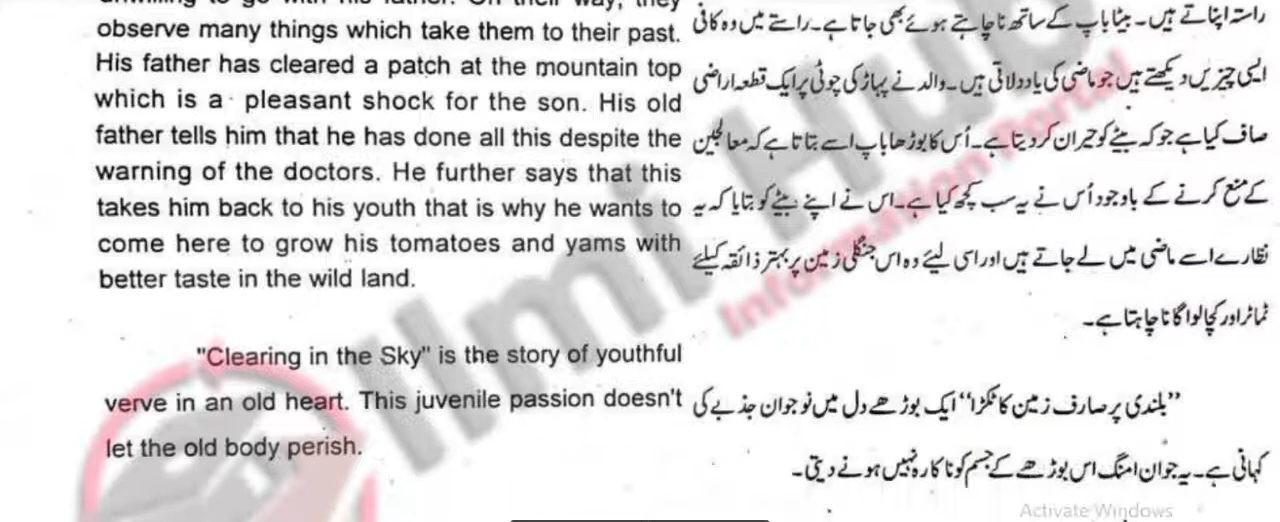 unwilling to go with his father. On their way, they
observe many things which take them to their past.
His father has cleared a patch at the mountain top
which is a pleasant shock for the son. His old
father tells him that he has done all this despite the
warning of the doctors. He further says that this
takes him back to his youth that is why he wants to
come here to grow his tomatoes and yams with
better taste in the wild land.
"Clearing in the Sky" is the story of youthful
verve in an old heart. This juvenile passion doesn't
let the old body perish.
راستہ اپناتے ہیں۔ بیٹا باپ کے ساتھ نا چاہتے ہوئے بھی جاتا ہے۔ راستے میں وہ کافی
ایسی چیزیں دیکھتے ہیں جو ماضی کی یاد دلاتی ہیں۔ والد نے پہاڑ کی چوٹی پر ایک قطعہ اراضی
صاف کیا ہے جو کہ بیٹے کو حیران کر دیتا ہے۔ اُس کا بوڑھا باپ اسے بتاتا ہے کہ معالجین
کے منع کرنے کے باوجود اُس نے یہ سب کچھ کیا ہے۔ اس نے اپنے بیٹے کو بتایا کہ یہ
نظارے اسے ماضی میں لے جاتے ہیں اور اسی لیے وہ اس جنگلی زمین پر بہتر ذائقہ کیلئے
ٹماٹر اور کچالو اگانا چاہتا ہے۔
”بلندی پر صارف زمین کا ٹکڑا“ ایک بوڑھے دل میں نوجوان جذبے کی
کہانی ہے۔ یہ جوان امنگ اس بوڑھے کے جسم کو ناکارہ نہیں ہونے دیتی۔
Ilmi Hub
Information Portal
Activate Windows